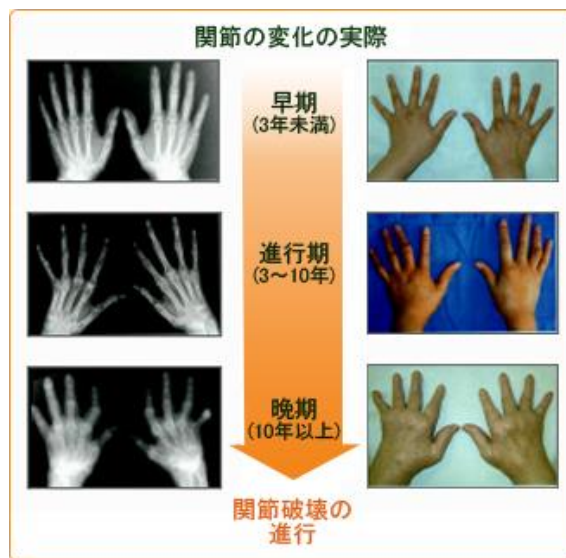 関節の変化の実際
早期
(3年未満)
進行期
(3～10年)
晩期
(10年以上)
関節破壊の
進行